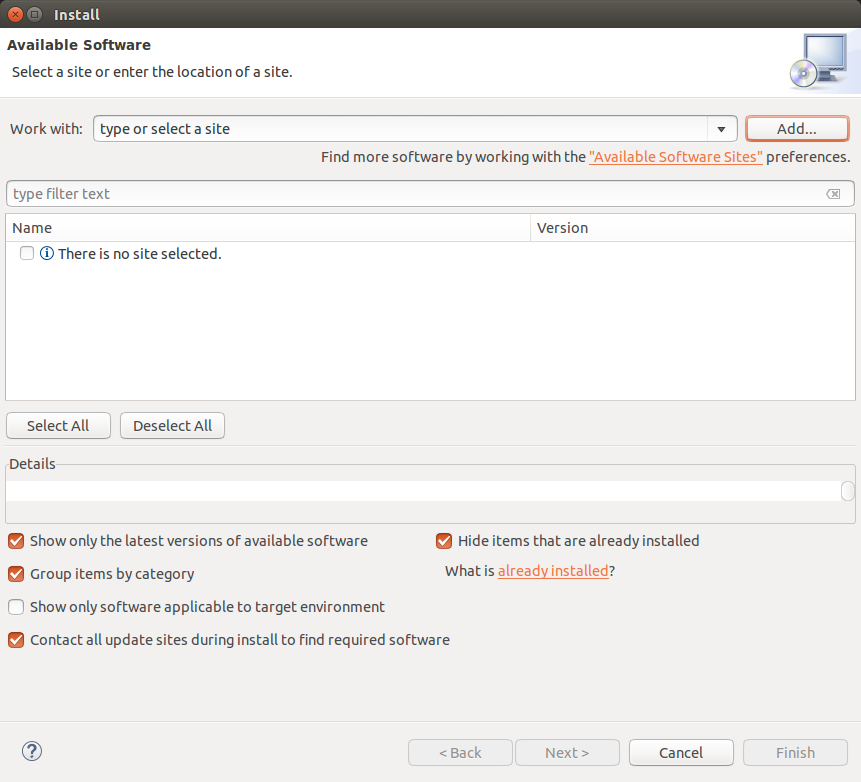 Install
Available Software
Select a site or enter the location of a site.
Work with: type or select a site Add...
Find more software by working with the "Available Software Sites" preferences.
type filter text
Name Version
There is no site selected.
Select All Deselect All
Details
Show only the latest versions of available software Hide items that are already installed
Group items by category What is already installed?
Show only software applicable to target environment
Contact all update sites during install to find required software
< Back Next > Cancel Finish